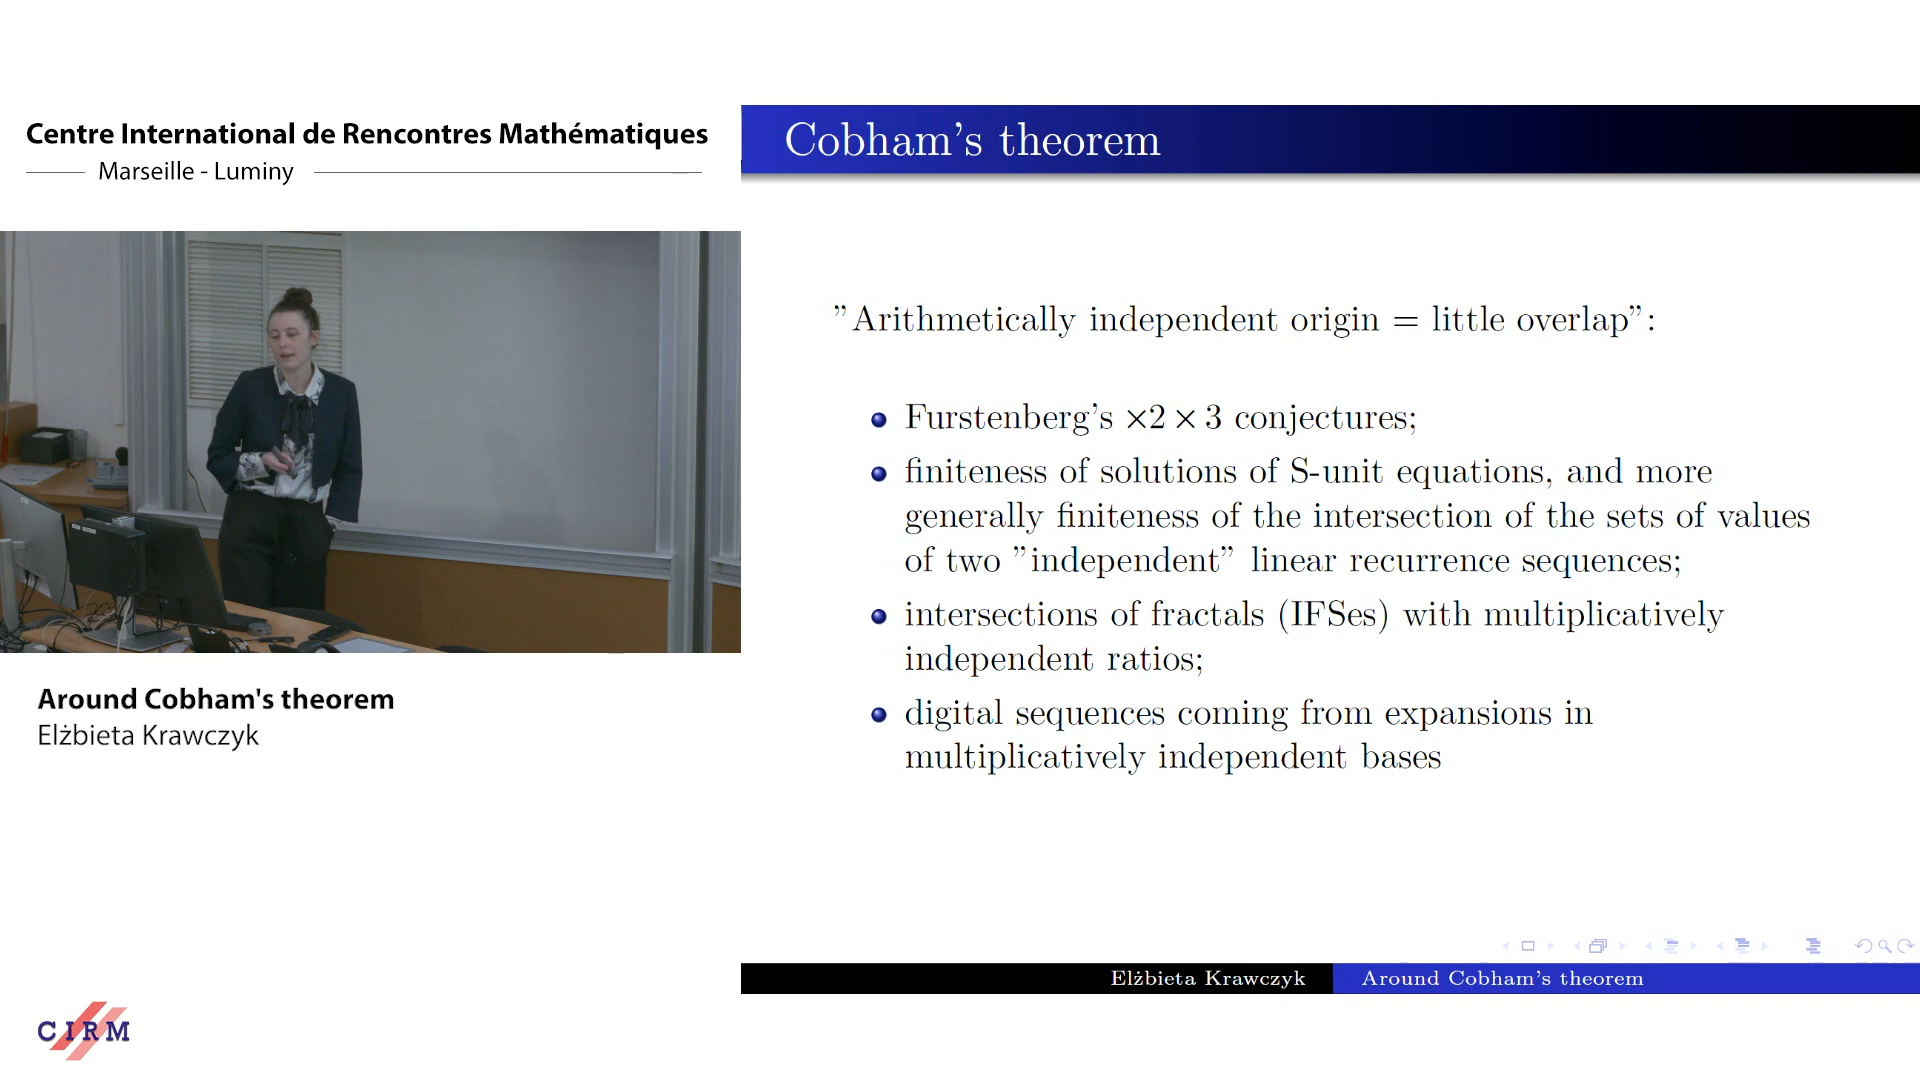 Centre International de Rencontres Mathématiques
Marseille - Luminy
Around Cobham's theorem
Elżbieta Krawczyk
CIRM
Cobham's theorem
"Arithmetically independent origin = little overlap":
Furstenberg's ×2 × 3 conjectures;
finiteness of solutions of S-unit equations, and more
generally finiteness of the intersection of the sets of values
of two "independent" linear recurrence sequences;
intersections of fractals (IFSes) with multiplicatively
independent ratios;
digital sequences coming from expansions in
multiplicatively independent bases
Elżbieta Krawczyk
Around Cobham's theorem